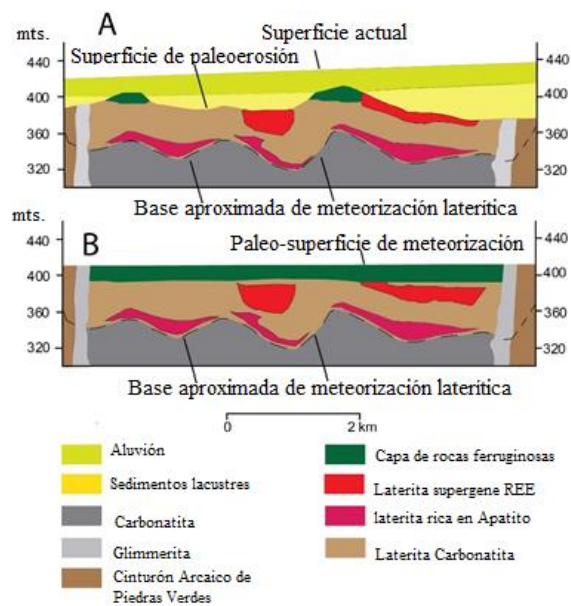 A
mts.
Superficie actual
Superficie de paleoerosión
440
400
360
320
440
400
360
320
Base aproximada de meteorización laterítica
mts.
B
Paleo-superficie de meteorización
440
400
360
320
440
400
360
320
Base aproximada de meteorización laterítica
0
2 km
Aluvión
Sedimentos lacustres
Carbonatita
Glimmerita
Cinturón Arcaico de
Piedras Verdes
Capa de rocas ferruginosas
Laterita supergene REE
laterita rica en Apatito
Laterita Carbonatita